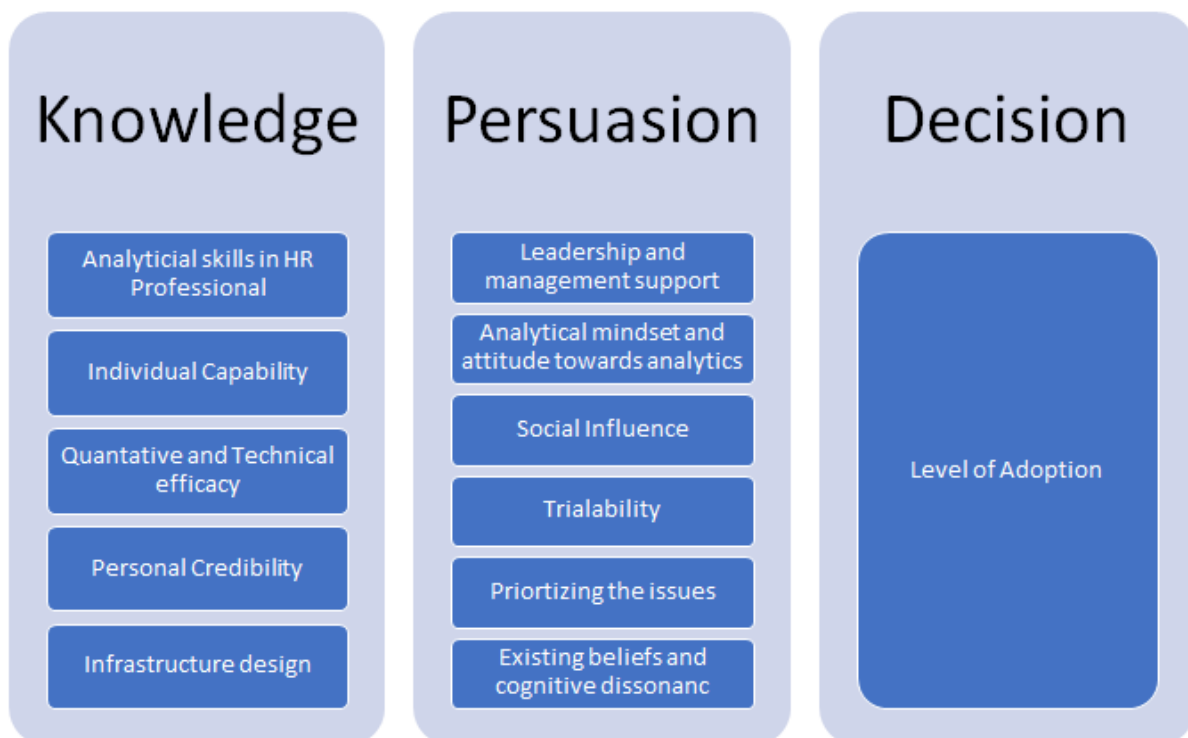 Knowledge
Analyticial skills in HR
Professional
Individual Capability
Quantative and Technical
efficacy
Personal Credibility
Infrastructure design
Persuasion
Leadership and
management support
Analytical mindset and
attitude towards analytics
Social Influence
Trialability
Priortizing the issues
Existing beliefs and
cognitive dissonanc
Decision
Level of Adoption